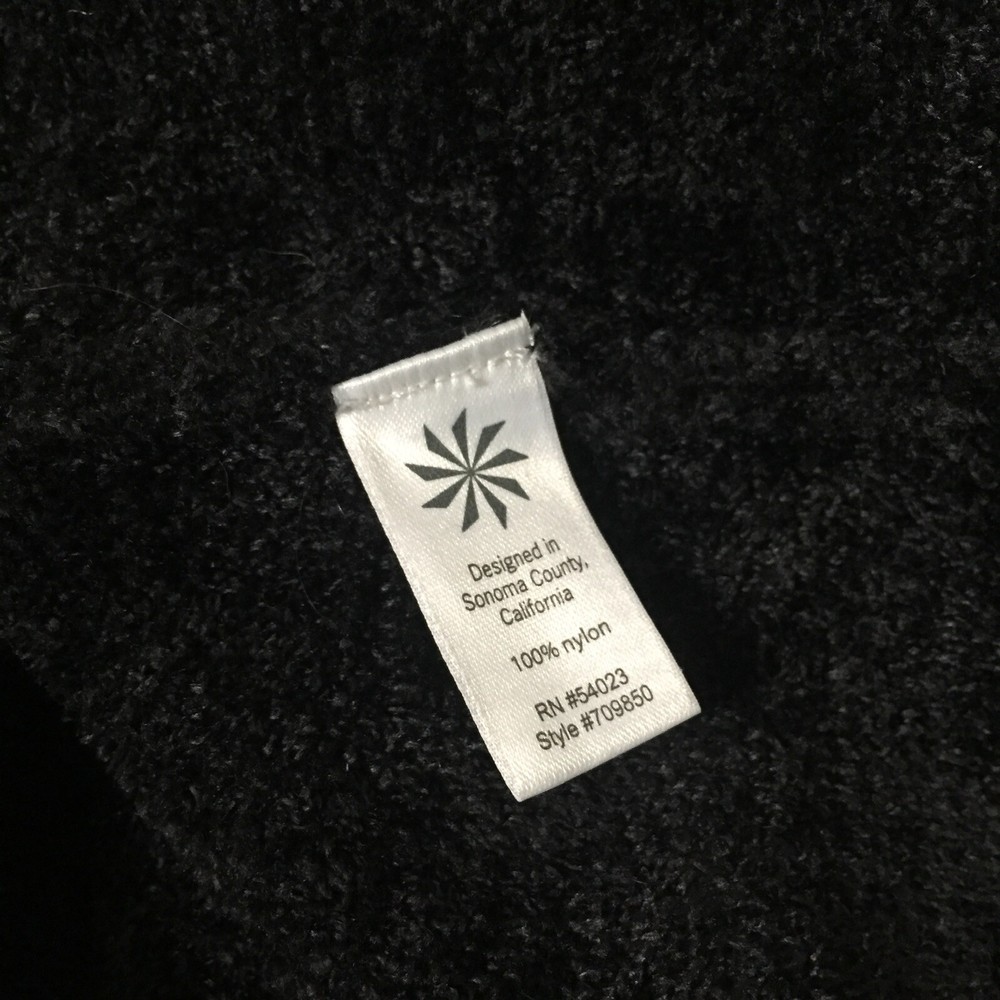 Designed in
Sonoma County,
California
100% nylon
RN #54023
Style #709850